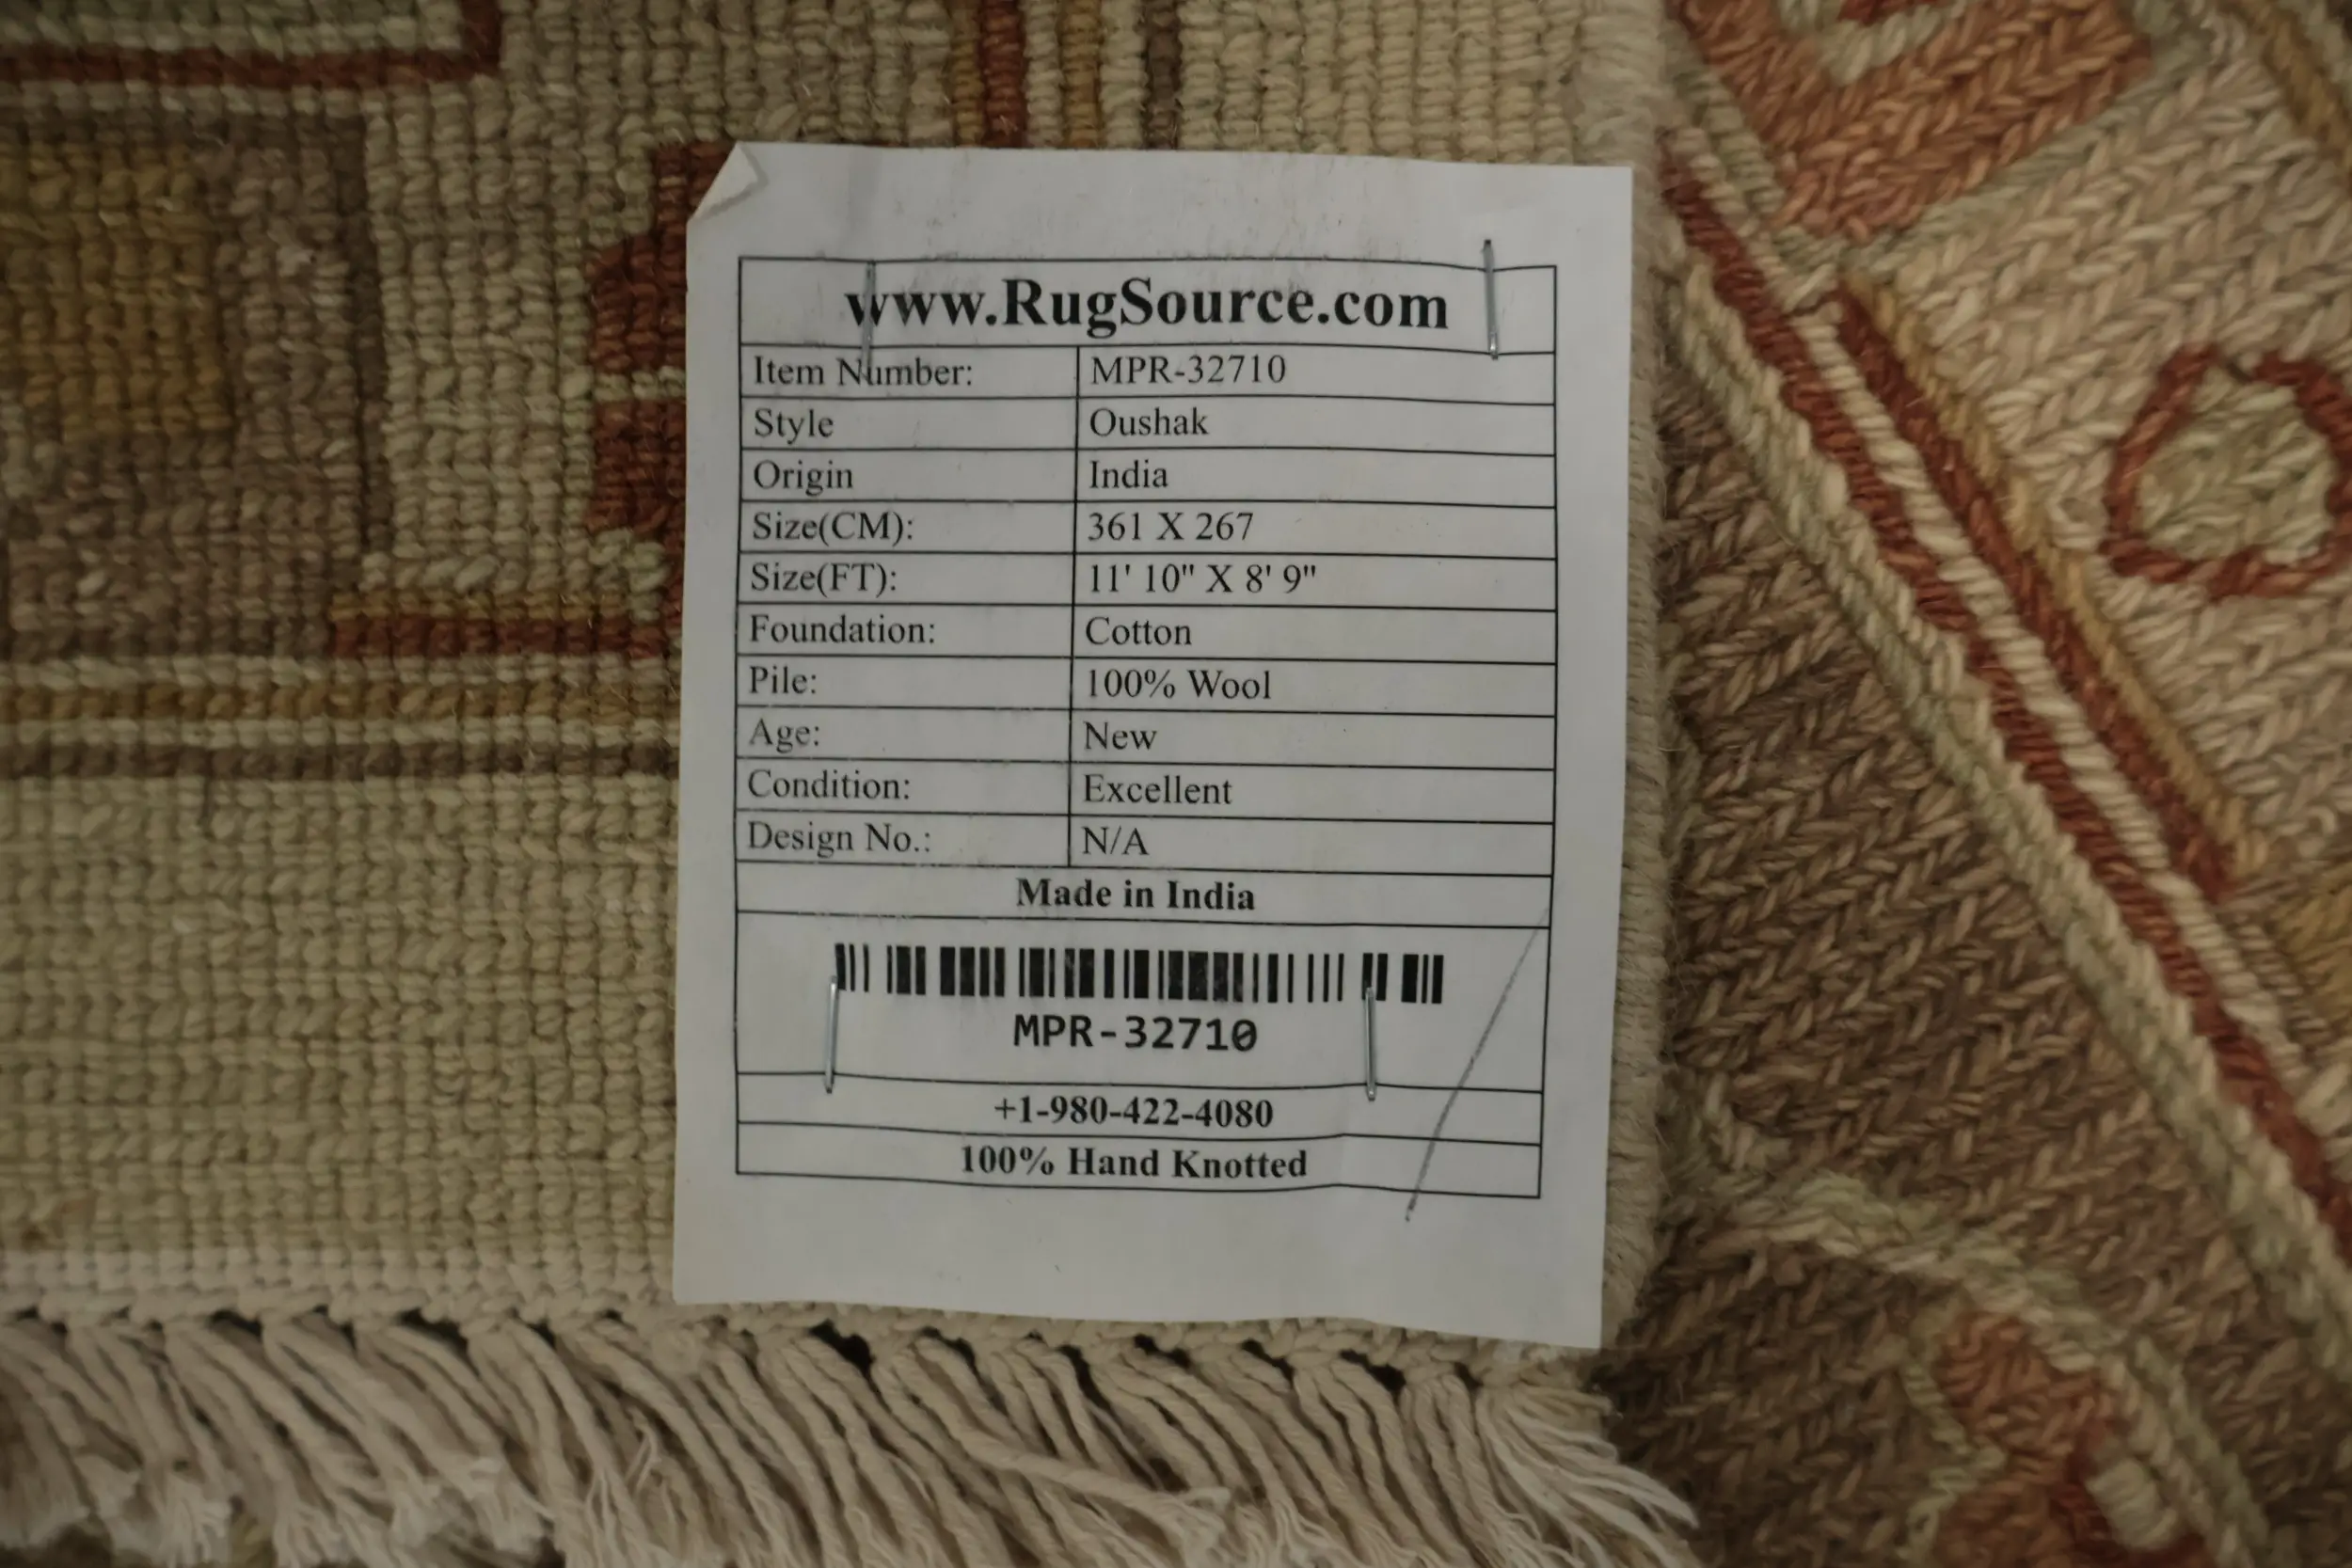 www.RugSource.com
Item Number: MPR-32710
Style Oushak
Origin India
Size(CM): 361 X 267
Size(FT): 11' 10" X 8' 9"
Foundation: Cotton
Pile: 100% Wool
Age: New
Condition: Excellent
Design No.: N/A
Made in India
MPR-32710
+1-980-422-4080
100% Hand Knotted